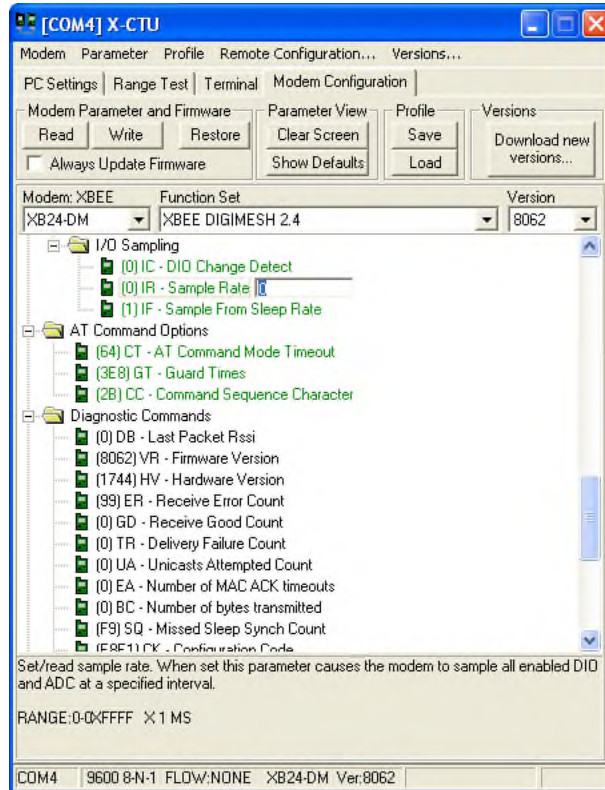 [COM4] X-CTU
Modem Parameter Profile Remote Configuration... Versions...
PC Settings Range Test Terminal Modem Configuration
Modem Parameter and Firmware Parameter View Profile Versions
Read Write Restore Clear Screen Save Download new versions...
Always Update Firmware Show Defaults Load
Modem: XBEE Function Set Version
XB24-DM XBEE DIGIMESH 2.4 8062
I/O Sampling
(0) IC - DIO Change Detect
(0) IR - Sample Rate 0
(1) IF - Sample From Sleep Rate
AT Command Options
(64) CT - AT Command Mode Timeout
(3E8) GT - Guard Times
(2B) CC - Command Sequence Character
Diagnostic Commands
(0) DB - Last Packet Rssi
(8062) VR - Firmware Version
(1744) HV - Hardware Version
(99) ER - Receive Error Count
(0) GD - Receive Good Count
(0) TR - Delivery Failure Count
(0) UA - Unicasts Attempted Count
(0) EA - Number of MAC ACK timeouts
(0) BC - Number of bytes transmitted
(F9) SQ - Missed Sleep Synch Count
CK - Configuration Code
Set/read sample rate. When set this parameter causes the modem to sample all enabled DIO
and ADC at a specified interval.
RANGE:0-0XFFFF X 1 MS
COM4 9600 8-N-1 FLOW:NONE XB24-DM Ver:8062